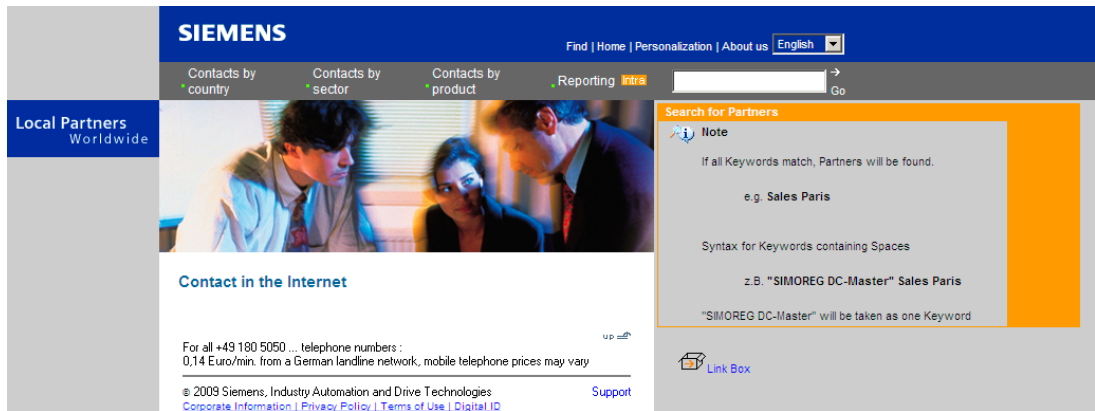 SIEMENS
Find | Home | Personalization | About us English
Contacts by country
Contacts by sector
Contacts by product
Reporting Intra
→ Go
Local Partners
Worldwide
Search for Partners
Note
If all Keywords match, Partners will be found.
e.g. Sales Paris
Syntax for Keywords containing Spaces
z.B. "SIMOREG DC-Master" Sales Paris
"SIMOREG DC-Master" will be taken as one Keyword
Link Box
Contact in the Internet
up
For all +49 180 5050 ... telephone numbers :
0,14 Euro/min. from a German landline network, mobile telephone prices may vary
© 2009 Siemens, Industry Automation and Drive Technologies
Support
Corporate Information | Privacy Policy | Terms of Use | Digital ID